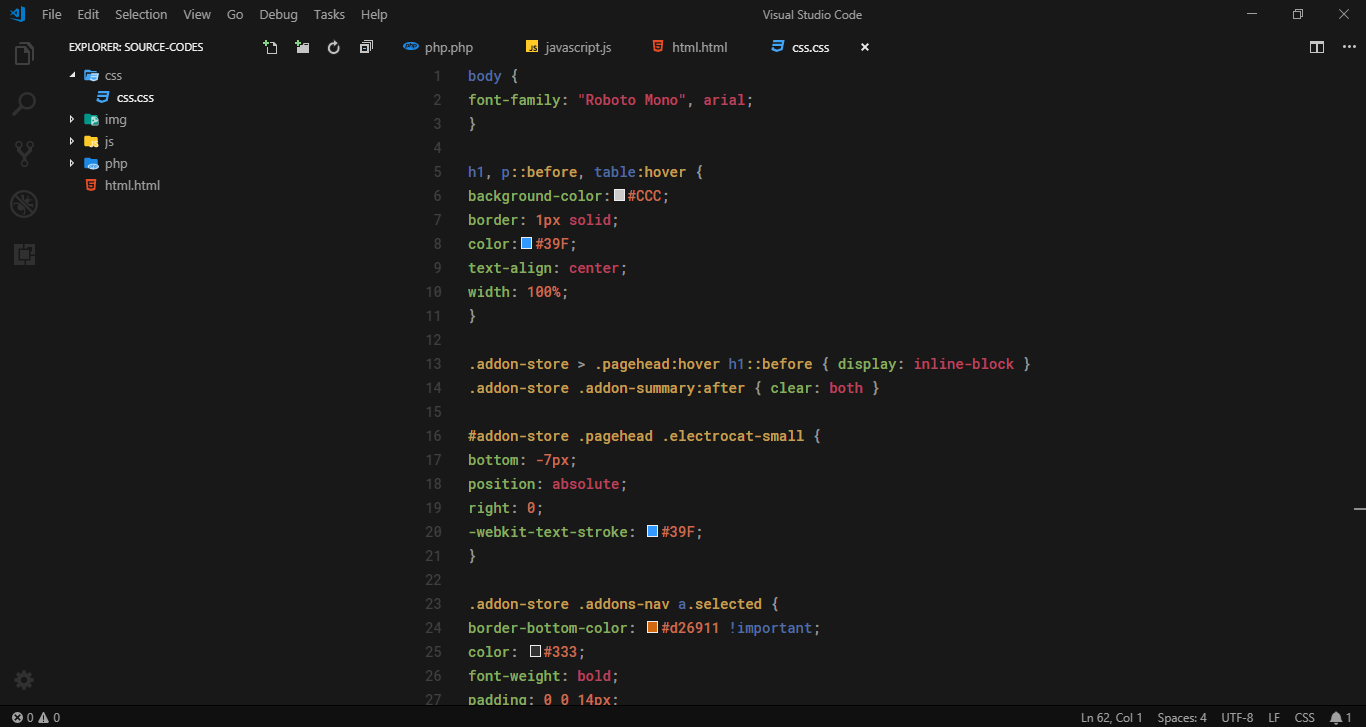 File Edit Selection View Go Debug Tasks Help
Visual Studio Code
EXPLORER: SOURCE-CODES
css
css.css
img
js
php
html.html
php.php
JS javascript.js
html.html
css.css
1 body {
2 font-family: "Roboto Mono", arial;
3 }
4
5 h1, p::before, table:hover {
6 background-color: #CCC;
7 border: 1px solid;
8 color: #39F;
9 text-align: center;
10 width: 100%;
11 }
12
13 .addon-store > .pagehead:hover h1::before { display: inline-block }
14 .addon-store .addon-summary:after { clear: both }
15
16 #addon-store .pagehead .electrocat-small {
17 bottom: -7px;
18 position: absolute;
19 right: 0;
20 -webkit-text-stroke: #39F;
21 }
22
23 .addon-store .addons-nav a.selected {
24 border-bottom-color: #d26911 !important;
25 color: #333;
26 font-weight: bold;
27 padding: 0 0 14px;
0 0
Ln 62, Col 1 Spaces: 4 UTF-8 LF CSS 1